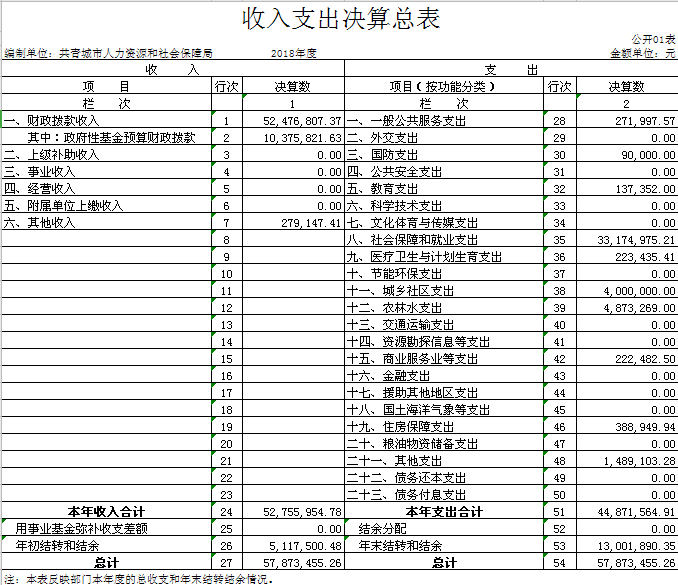 收入支出决算总表
公开01表
编制单位：共青城市人力资源和社会保障局 2018年度 金额单位：元
收 入 支 出
项 目 行次 决算数 项目（按功能分类） 行次 决算数
栏 次 1 栏 次 2
一、财政拨款收入 1 52,476,807.37 一、一般公共服务支出 28 271,997.57
其中：政府性基金预算财政拨款 2 10,375,821.63 二、外交支出 29 0.00
二、上级补助收入 3 0.00 三、国防支出 30 90,000.00
三、事业收入 4 0.00 四、公共安全支出 31 0.00
四、经营收入 5 0.00 五、教育支出 32 137,352.00
五、附属单位上缴收入 6 0.00 六、科学技术支出 33 0.00
六、其他收入 7 279,147.41 七、文化体育与传媒支出 34 0.00
8 八、社会保障和就业支出 35 33,174,975.21
9 九、医疗卫生与计划生育支出 36 223,435.41
10 十、节能环保支出 37 0.00
11 十一、城乡社区支出 38 4,000,000.00
12 十二、农林水支出 39 4,873,269.00
13 十三、交通运输支出 40 0.00
14 十四、资源勘探信息等支出 41 0.00
15 十五、商业服务业等支出 42 222,482.50
16 十六、金融支出 43 0.00
17 十七、援助其他地区支出 44 0.00
18 十八、国土海洋气象等支出 45 0.00
19 十九、住房保障支出 46 388,949.94
20 二十、粮油物资储备支出 47 0.00
21 二十一、其他支出 48 1,489,103.28
22 二十二、债务还本支出 49 0.00
23 二十三、债务付息支出 50 0.00
本年收入合计 24 52,755,954.78 本年支出合计 51 44,871,564.91
用事业基金弥补收支差额 25 0.00 结余分配 52 0.00
年初结转和结余 26 5,117,500.48 年末结转和结余 53 13,001,890.35
总计 27 57,873,455.26 总计 54 57,873,455.26
注：本表反映部门本年度的总收支和年末结转结余情况。